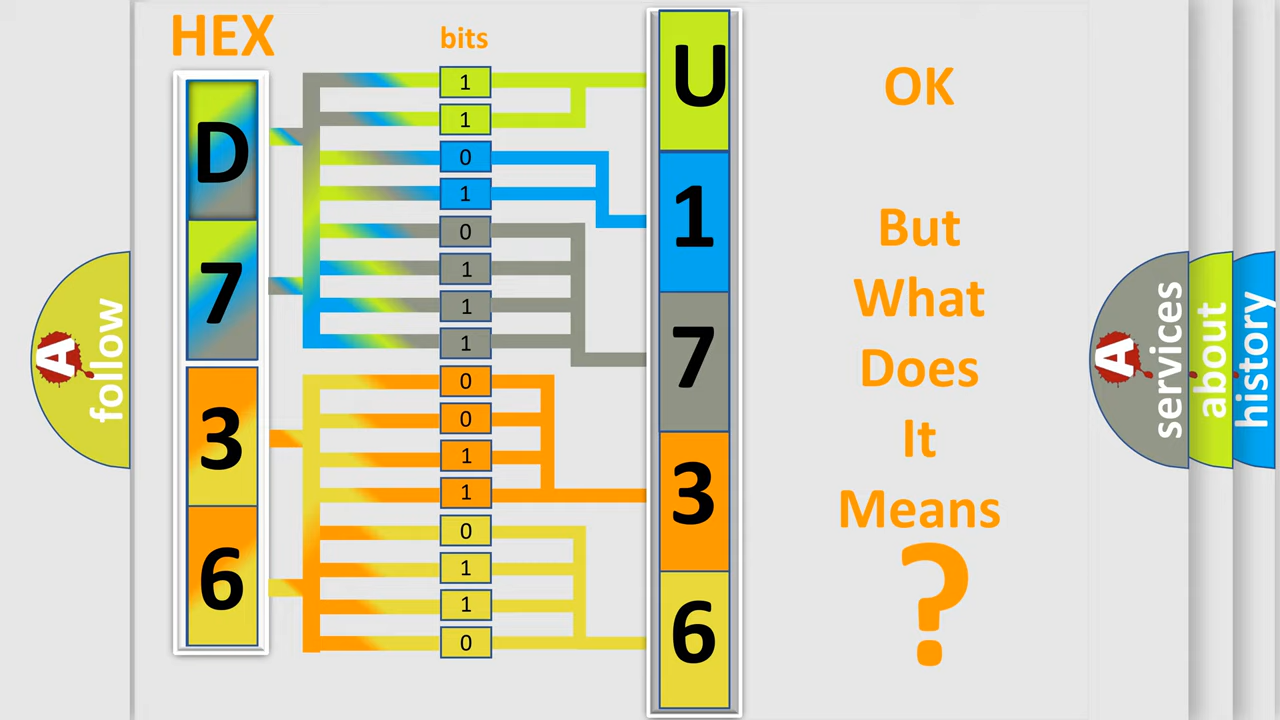 HEX
bits
D
7
3
6
1
1
0
1
0
1
1
1
0
0
1
1
0
1
1
0
U
1
7
3
6
OK
But
What
Does
It
Means
?
A
follow
A
services
about
history